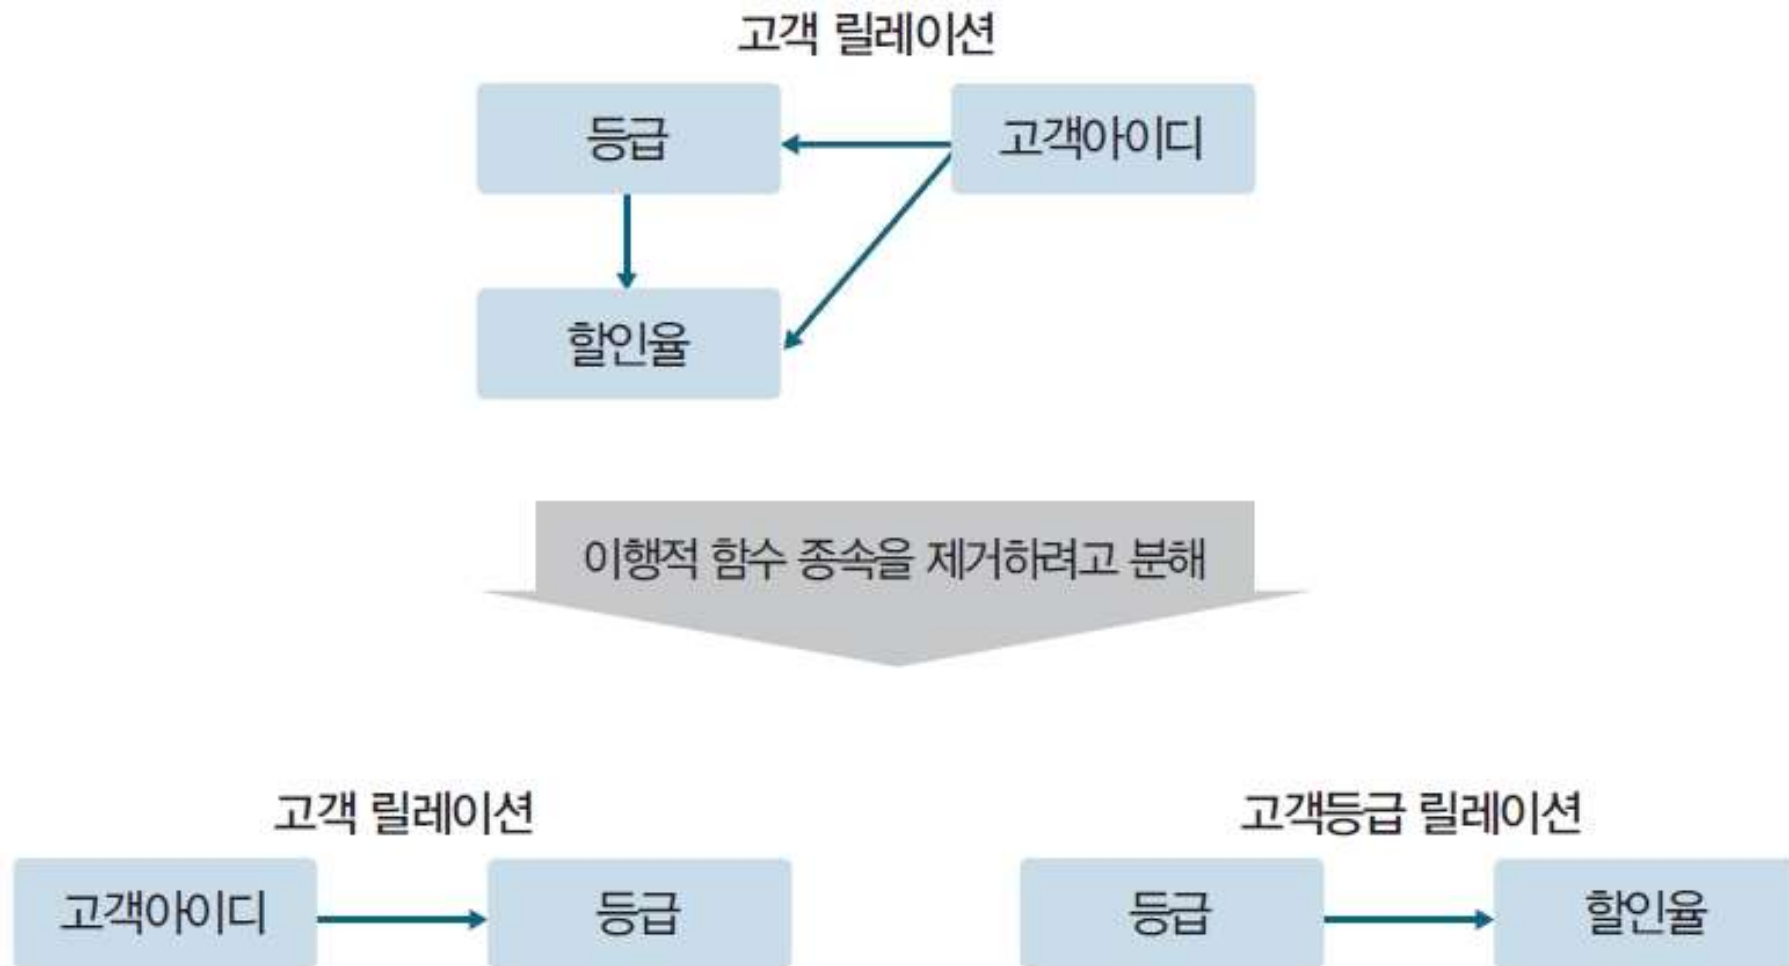 고객 릴레이션
등급
고객아이디
할인율
이행적 함수 종속을 제거하려고 분해
고객 릴레이션
고객등급 릴레이션
고객아이디
등급
등급
할인율